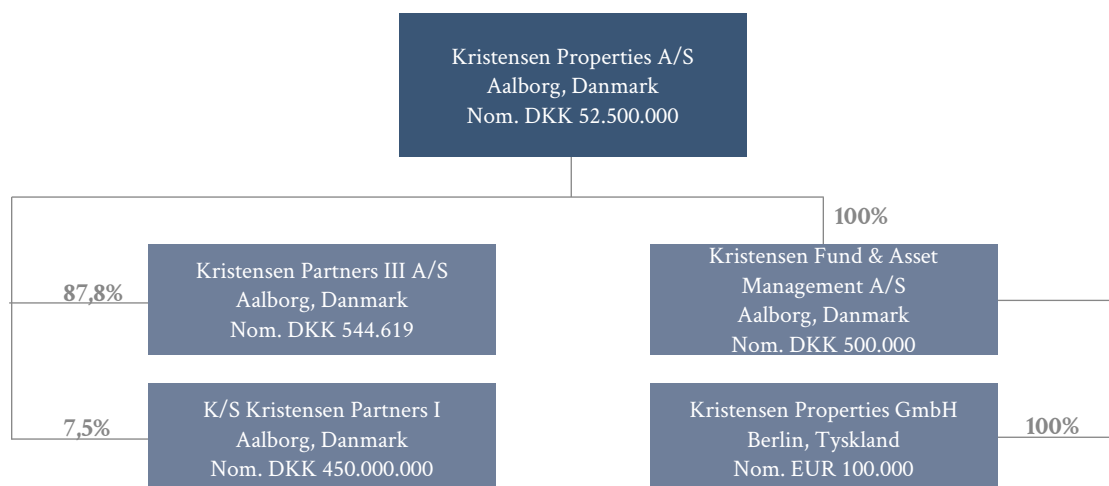 Kristensen Properties A/S
Aalborg, Danmark
Nom. DKK 52.500.000
100%
87,8%
Kristensen Partners III A/S
Aalborg, Danmark
Nom. DKK 544.619
Kristensen Fund & Asset
Management A/S
Aalborg, Danmark
Nom. DKK 500.000
7,5%
K/S Kristensen Partners I
Aalborg, Danmark
Nom. DKK 450.000.000
Kristensen Properties GmbH
Berlin, Tyskland
Nom. EUR 100.000
100%